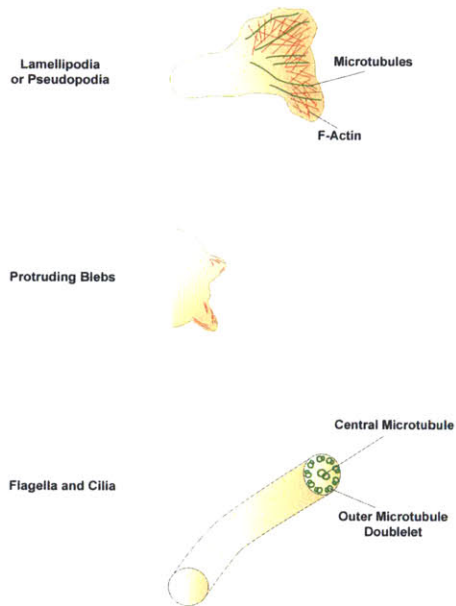 Lamellipodia
or Pseudopodia
Microtubules
F-Actin
Protruding Blebs
Central Microtubule
Flagella and Cilia
Outer Microtubule
Doublelet